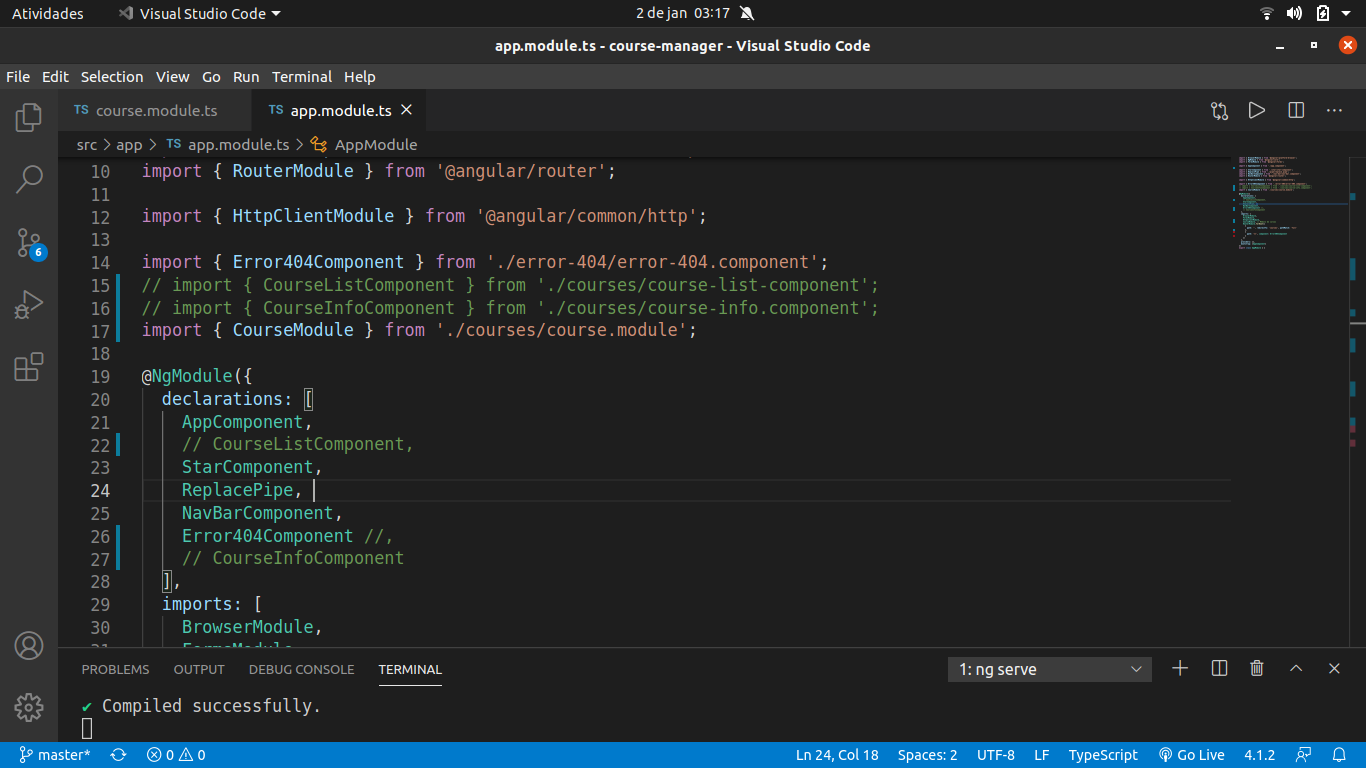 Atividades Visual Studio Code 2 de jan 03:17
app.module.ts - course-manager - Visual Studio Code
File Edit Selection View Go Run Terminal Help
TS course.module.ts TS app.module.ts
src > app > TS app.module.ts > AppModule
10 import { RouterModule } from '@angular/router';
11
12 import { HttpClientModule } from '@angular/common/http';
13
14 import { Error404Component } from './error-404/error-404.component';
15 // import { CourseListComponent } from './courses/course-list-component';
16 // import { CourseInfoComponent } from './courses/course-info.component';
17 import { CourseModule } from './courses/course.module';
18
19 @NgModule({
20 declarations: [
21 AppComponent,
22 // CourseListComponent,
23 StarComponent,
24 ReplacePipe,
25 NavBarComponent,
26 Error404Component //,
27 // CourseInfoComponent
28 ],
29 imports: [
30 BrowserModule,
6
PROBLEMS OUTPUT DEBUG CONSOLE TERMINAL 1: ng serve
✔ Compiled successfully.
master* 0 0 Ln 24, Col 18 Spaces: 2 UTF-8 LF TypeScript Go Live 4.1.2